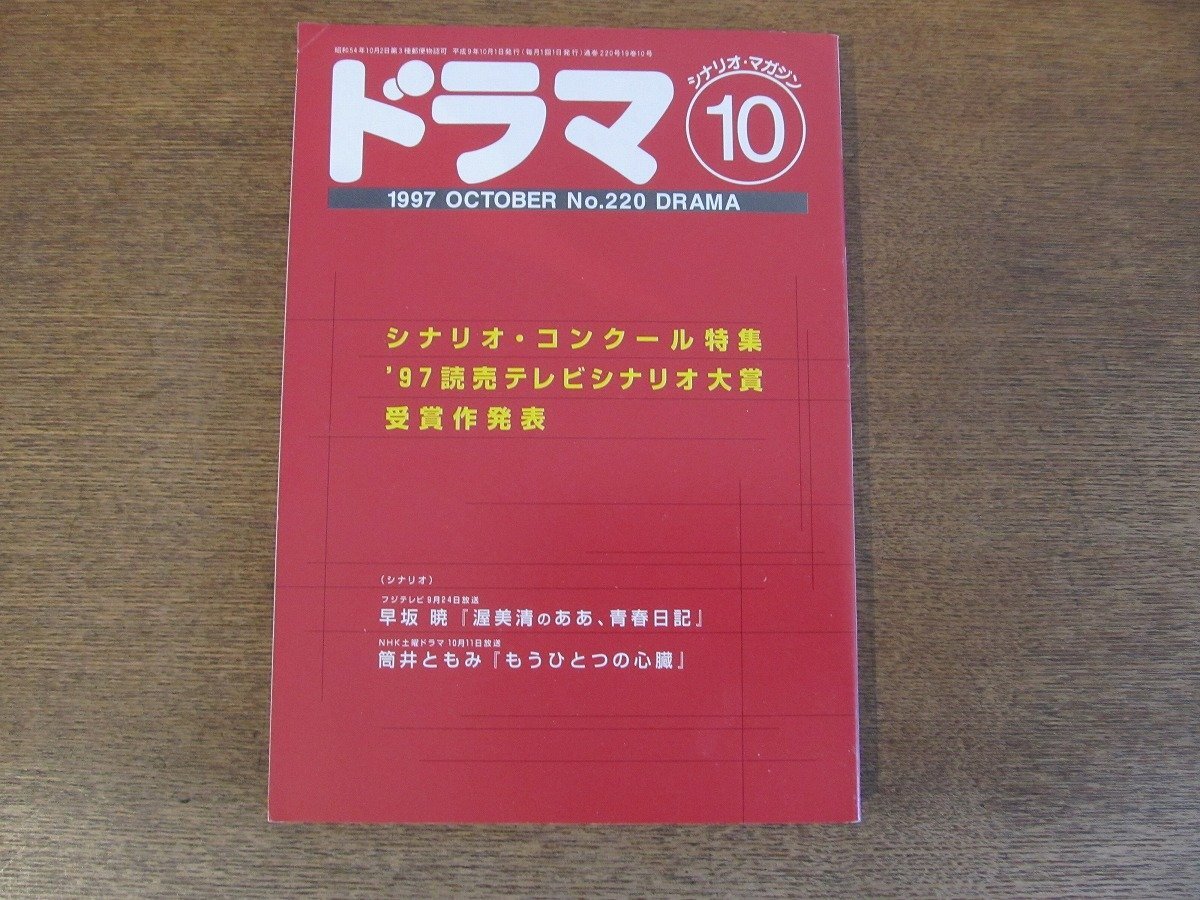 昭和54年10月2日第3種郵便物認可 平成9年10月1日発行(毎月1回1日発行)通巻220号19巻10号
ドラマ
シナリオ・マガジン
10
1997 OCTOBER No.220 DRAMA
シナリオ・コンクール特集
'97読売テレビシナリオ大賞
受賞作発表
(シナリオ)
フジテレビ9月24日放送
早坂 暁『渥美清のああ、青春日記』
NHK土曜ドラマ10月11日放送
筒井ともみ『もうひとつの心臓』